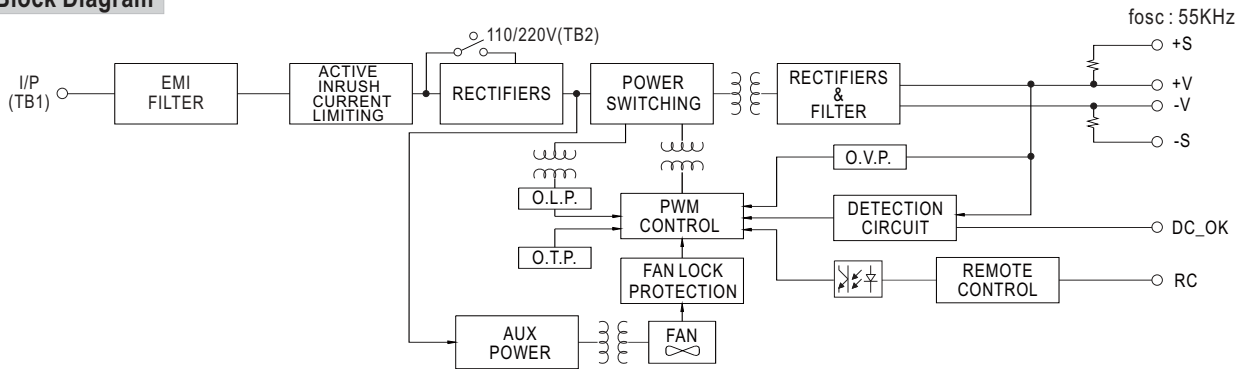 Block Diagram
fosc : 55KHz
110/220V(TB2)
+S
I/P
(TB1)
EMI
FILTER
ACTIVE
INRUSH
CURRENT
LIMITING
RECTIFIERS
POWER
SWITCHING
RECTIFIERS
&
FILTER
+V
-V
-S
O.V.P.
O.L.P.
PWM
CONTROL
DETECTION
CIRCUIT
DC_OK
O.T.P.
FAN LOCK
PROTECTION
REMOTE
CONTROL
RC
AUX
POWER
FAN